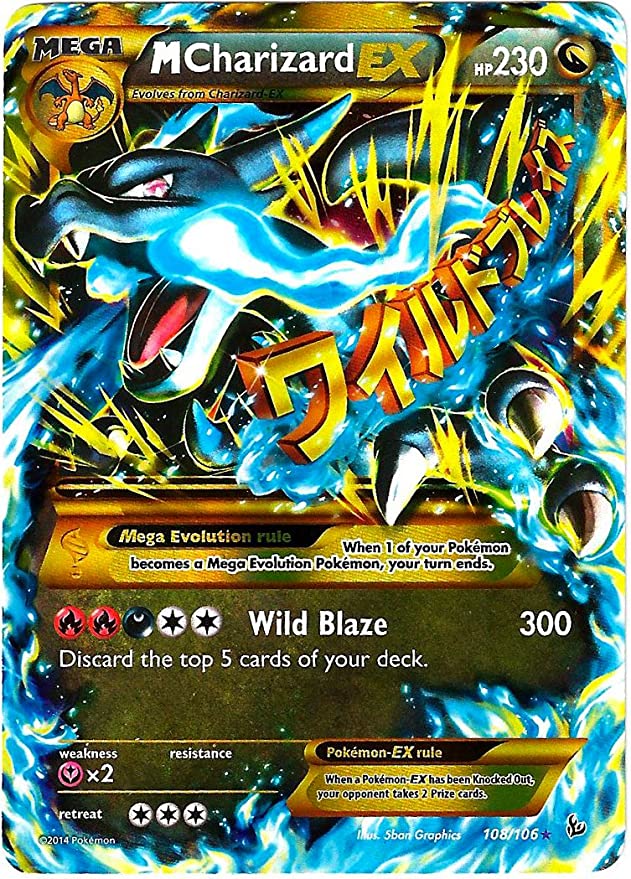 MEGA
MCharizardEX
HP230
Evolves from Charizard-EX
ワイルドブレイズ
Mega Evolution rule
When 1 of your Pokémon
becomes a Mega Evolution Pokémon, your turn ends.
Wild Blaze 300
Discard the top 5 cards of your deck.
weakness resistance
×2
Pokémon-EX rule
When a Pokémon-EX has been Knocked Out,
your opponent takes 2 Prize cards.
retreat
©2014 Pokémon
Illus. 5ban Graphics
108/106